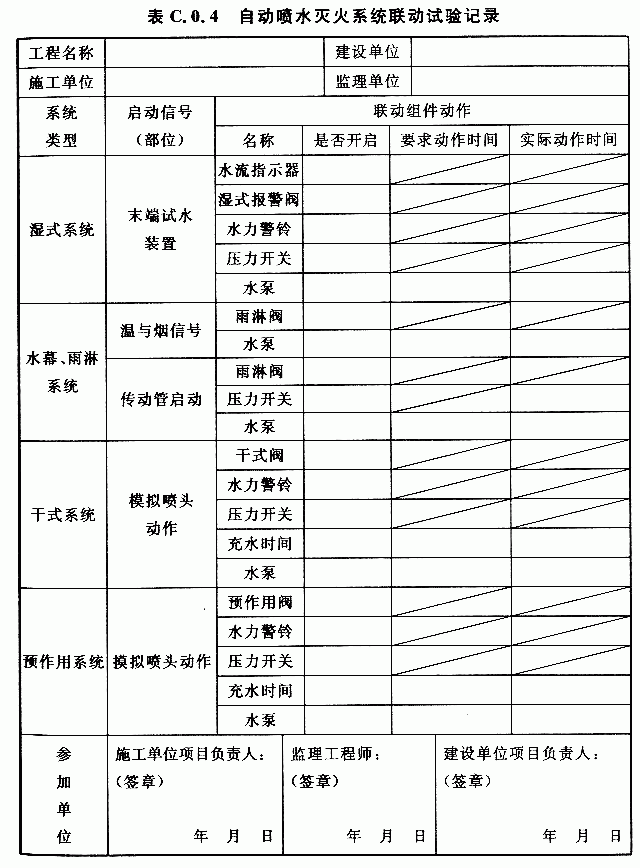 表 C.0.4 自动喷水灭火系统联动试验记录
工程名称 建设单位
施工单位 监理单位
系统 启动信号 联动组件动作
类型 （部位） 名称 是否开启 要求动作时间 实际动作时间
水流指示器
湿式报警阀
湿式系统 末端试水 水力警铃
装置
压力开关
水泵
温与烟信号 雨淋阀
水泵
水幕、雨淋 雨淋阀
系统 传动管启动 压力开关
水泵
干式阀
水力警铃
干式系统 模拟喷头 压力开关
动作
充水时间
水泵
预作用阀
水力警铃
预作用系统 模拟喷头动作 压力开关
充水时间
水泵
参 施工单位项目负责人： 监理工程师： 建设单位项目负责人：
加 （签章） （签章） （签章）
单
位 年 月 日 年 月 日 年 月 日